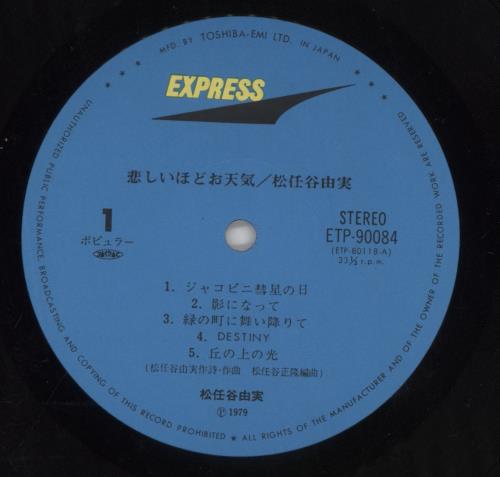 MFD. BY TOSHIBA-EMI LTD. IN JAPAN
EXPRESS
悲しいほどお天気/松任谷由実
1
ポピュラー
JASRAC
STEREO
ETP-90084
(ETP-80118-A)
33⅓ r.p.m.
1. ジャコビニ彗星の日
2. 影になって
3. 緑の町に舞い降りて
4. DESTINY
5. 丘の上の光
(松任谷由実作詩・作曲 松任谷正隆編曲)
松任谷由実
Ⓟ1979
UNAUTHORIZED PUBLIC PERFORMANCE, BROADCASTING AND COPYING OF THIS RECORD PROHIBITED ★ ALL RIGHTS OF THE MANUFACTURER AND OF THE OWNER OF THE RECORDED WORK ARE RESERVED